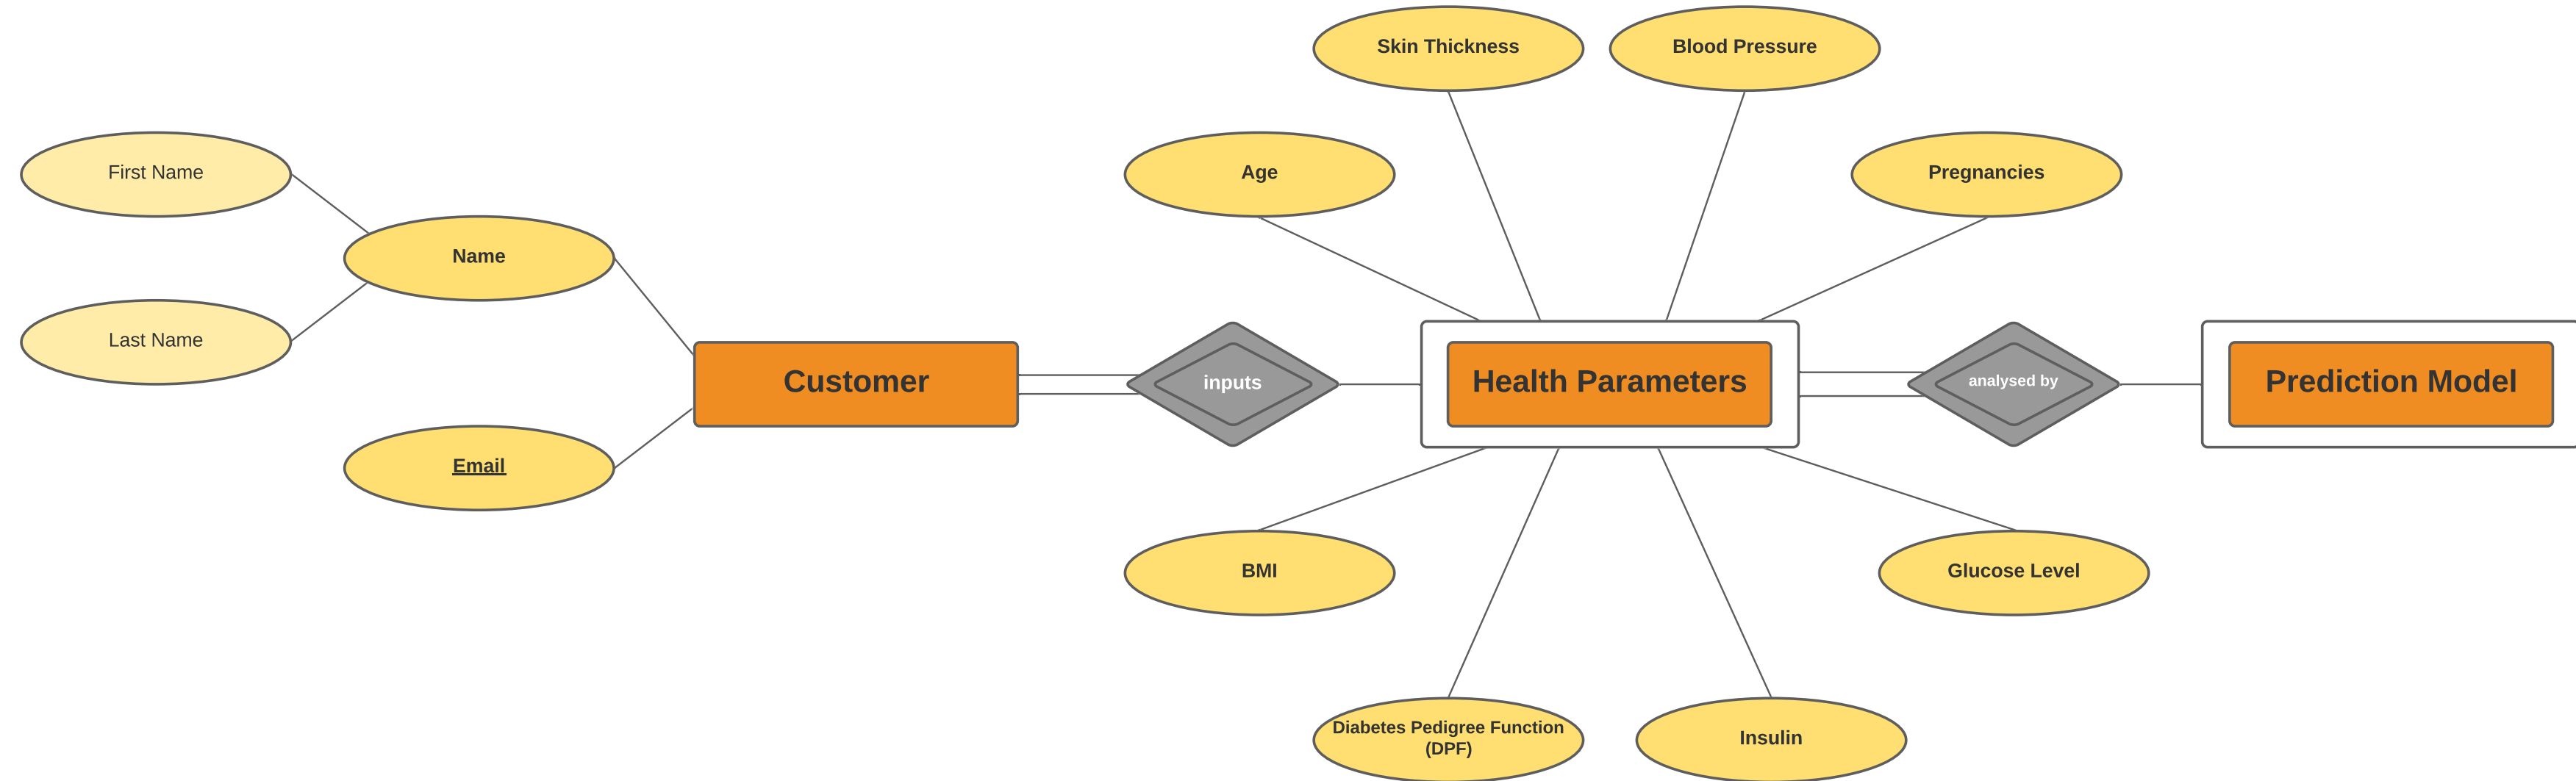 Skin Thickness
Blood Pressure
First Name
Age
Pregnancies
Name
Last Name
Customer
inputs
Health Parameters
analysed by
Prediction Model
Email
BMI
Glucose Level
Diabetes Pedigree Function
(DPF)
Insulin